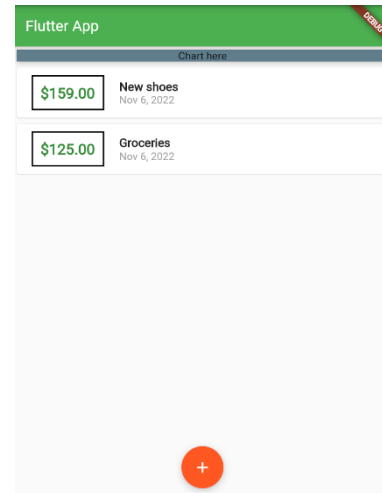 Flutter App
DEBUG
Chart here
$159.00
New shoes
Nov 6, 2022
$125.00
Groceries
Nov 6, 2022
+